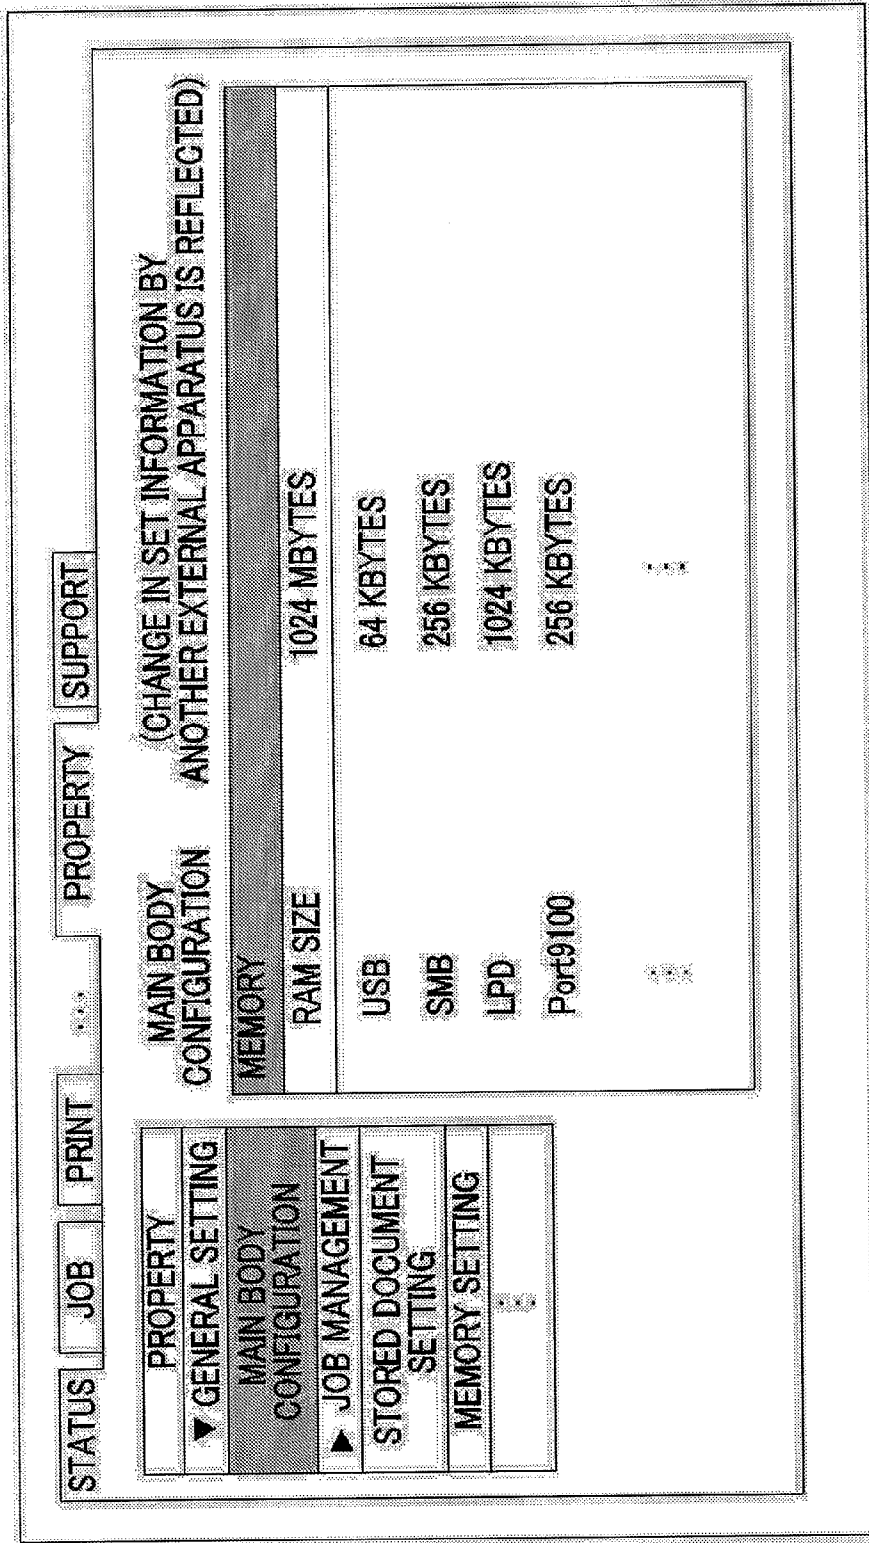 STATUS
JOB
PRINT
...
PROPERTY
SUPPORT
PROPERTY
▼ GENERAL SETTING
MAIN BODY
CONFIGURATION
▶ JOB MANAGEMENT
STORED DOCUMENT
SETTING
MEMORY SETTING
⋮
MAIN BODY
CONFIGURATION
(CHANGE IN SET INFORMATION BY
ANOTHER EXTERNAL APPARATUS IS REFLECTED)
MEMORY
RAM SIZE 1024 MBYTES
USB 64 KBYTES
SMB 256 KBYTES
LPD 1024 KBYTES
Port9100 256 KBYTES
⋮ ⋮